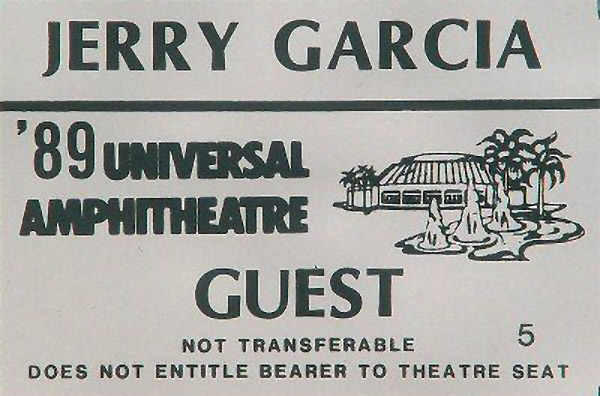 JERRY GARCIA
'89 UNIVERSAL
AMPHITHEATRE
GUEST
NOT TRANSFERABLE 5
DOES NOT ENTITLE BEARER TO THEATRE SEAT